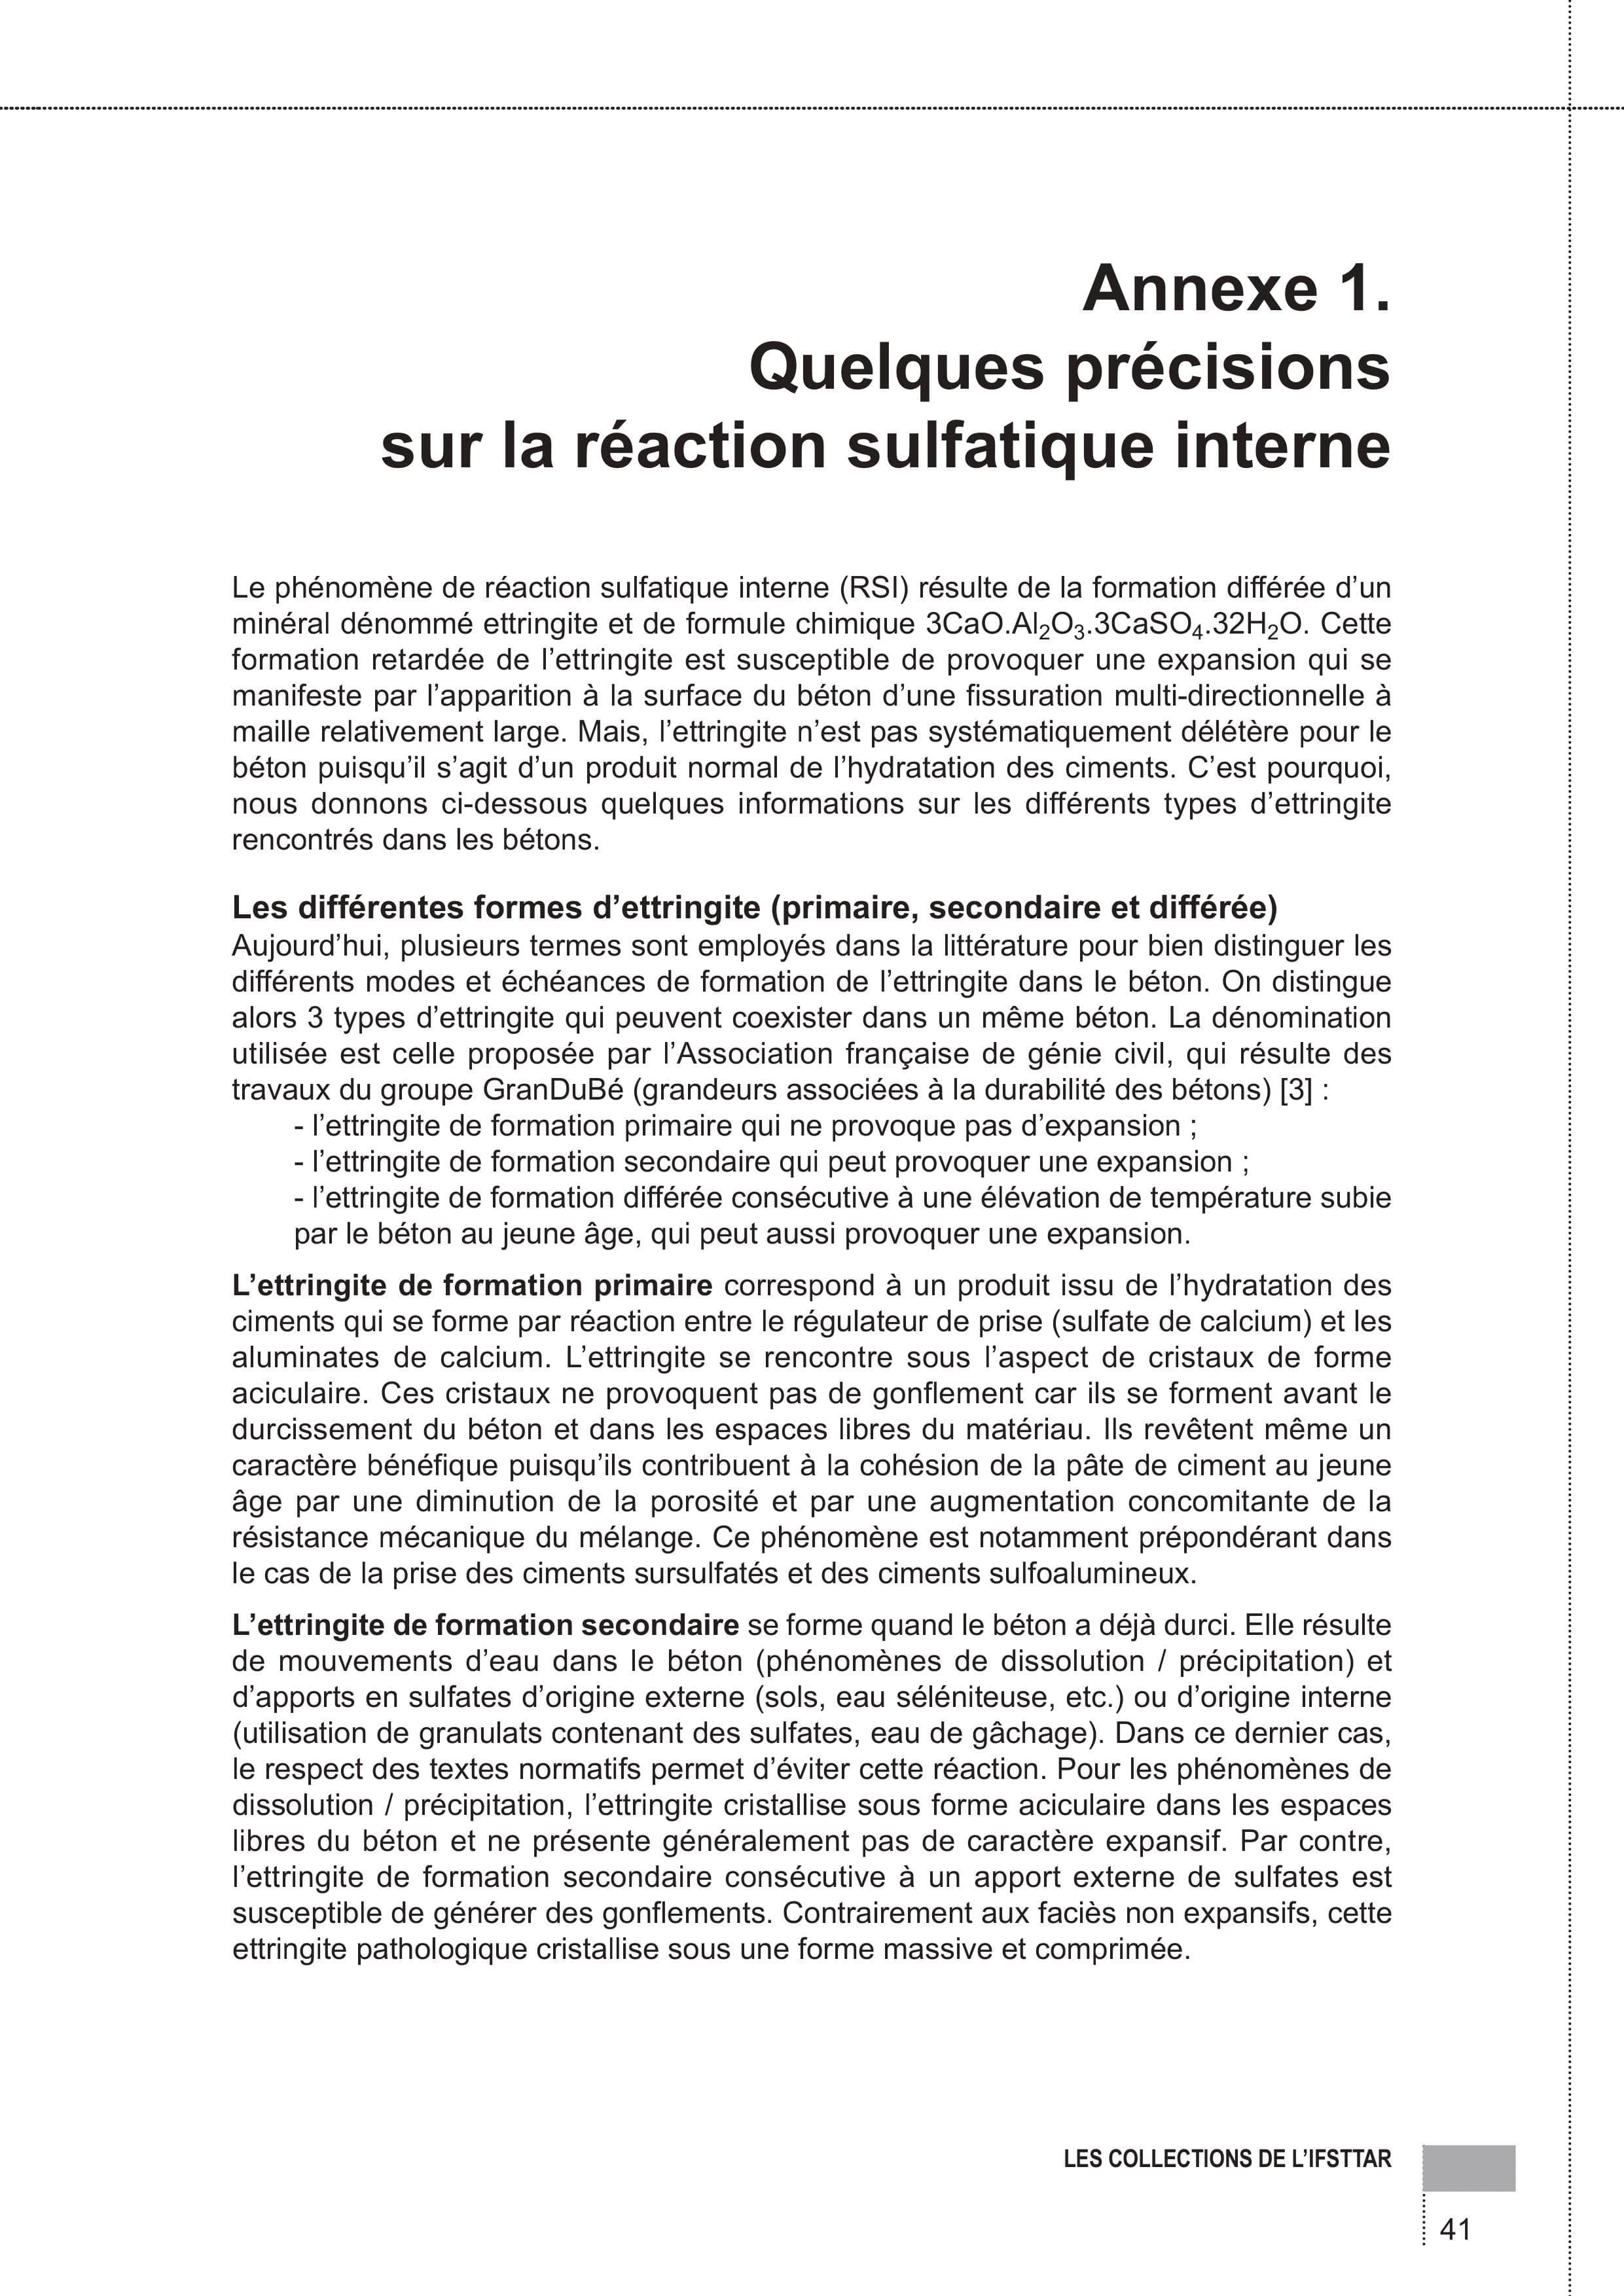 Annexe 1.
Quelques précisions
sur la réaction sulfatique interne
Le phénomène de réaction sulfatique interne (RSI) résulte de la formation différée d’un
minéral dénommé ettringite et de formule chimique 3CaO.Al₂O₃.3CaSO₄.32H₂O. Cette
formation retardée de l’ettringite est susceptible de provoquer une expansion qui se
manifeste par l’apparition à la surface du béton d’une fissuration multi-directionnelle à
maille relativement large. Mais, l’ettringite n’est pas systématiquement délétère pour le
béton puisqu’il s’agit d’un produit normal de l’hydratation des ciments. C’est pourquoi,
nous donnons ci-dessous quelques informations sur les différents types d’ettringite
rencontrés dans les bétons.
Les différentes formes d’ettringite (primaire, secondaire et différée)
Aujourd’hui, plusieurs termes sont employés dans la littérature pour bien distinguer les
différents modes et échéances de formation de l’ettringite dans le béton. On distingue
alors 3 types d’ettringite qui peuvent coexister dans un même béton. La dénomination
utilisée est celle proposée par l’Association française de génie civil, qui résulte des
travaux du groupe GranDuBé (grandeurs associées à la durabilité des bétons) [3] :
- l’ettringite de formation primaire qui ne provoque pas d’expansion ;
- l’ettringite de formation secondaire qui peut provoquer une expansion ;
- l’ettringite de formation différée consécutive à une élévation de température subie
par le béton au jeune âge, qui peut aussi provoquer une expansion.
L’ettringite de formation primaire correspond à un produit issu de l’hydratation des
ciments qui se forme par réaction entre le régulateur de prise (sulfate de calcium) et les
aluminates de calcium. L’ettringite se rencontre sous l’aspect de cristaux de forme
aciculaire. Ces cristaux ne provoquent pas de gonflement car ils se forment avant le
durcissement du béton et dans les espaces libres du matériau. Ils revêtent même un
caractère bénéfique puisqu’ils contribuent à la cohésion de la pâte de ciment au jeune
âge par une diminution de la porosité et par une augmentation concomitante de la
résistance mécanique du mélange. Ce phénomène est notamment prépondérant dans
le cas de la prise des ciments sursulfatés et des ciments sulfoalumineux.
L’ettringite de formation secondaire se forme quand le béton a déjà durci. Elle résulte
de mouvements d’eau dans le béton (phénomènes de dissolution / précipitation) et
d’apports en sulfates d’origine externe (sols, eau séléniteuse, etc.) ou d’origine interne
(utilisation de granulats contenant des sulfates, eau de gâchage). Dans ce dernier cas,
le respect des textes normatifs permet d’éviter cette réaction. Pour les phénomènes de
dissolution / précipitation, l’ettringite cristallise sous forme aciculaire dans les espaces
libres du béton et ne présente généralement pas de caractère expansif. Par contre,
l’ettringite de formation secondaire consécutive à un apport externe de sulfates est
susceptible de générer des gonflements. Contrairement aux faciès non expansifs, cette
ettringite pathologique cristallise sous une forme massive et comprimée.
LES COLLECTIONS DE L’IFSTTAR
41